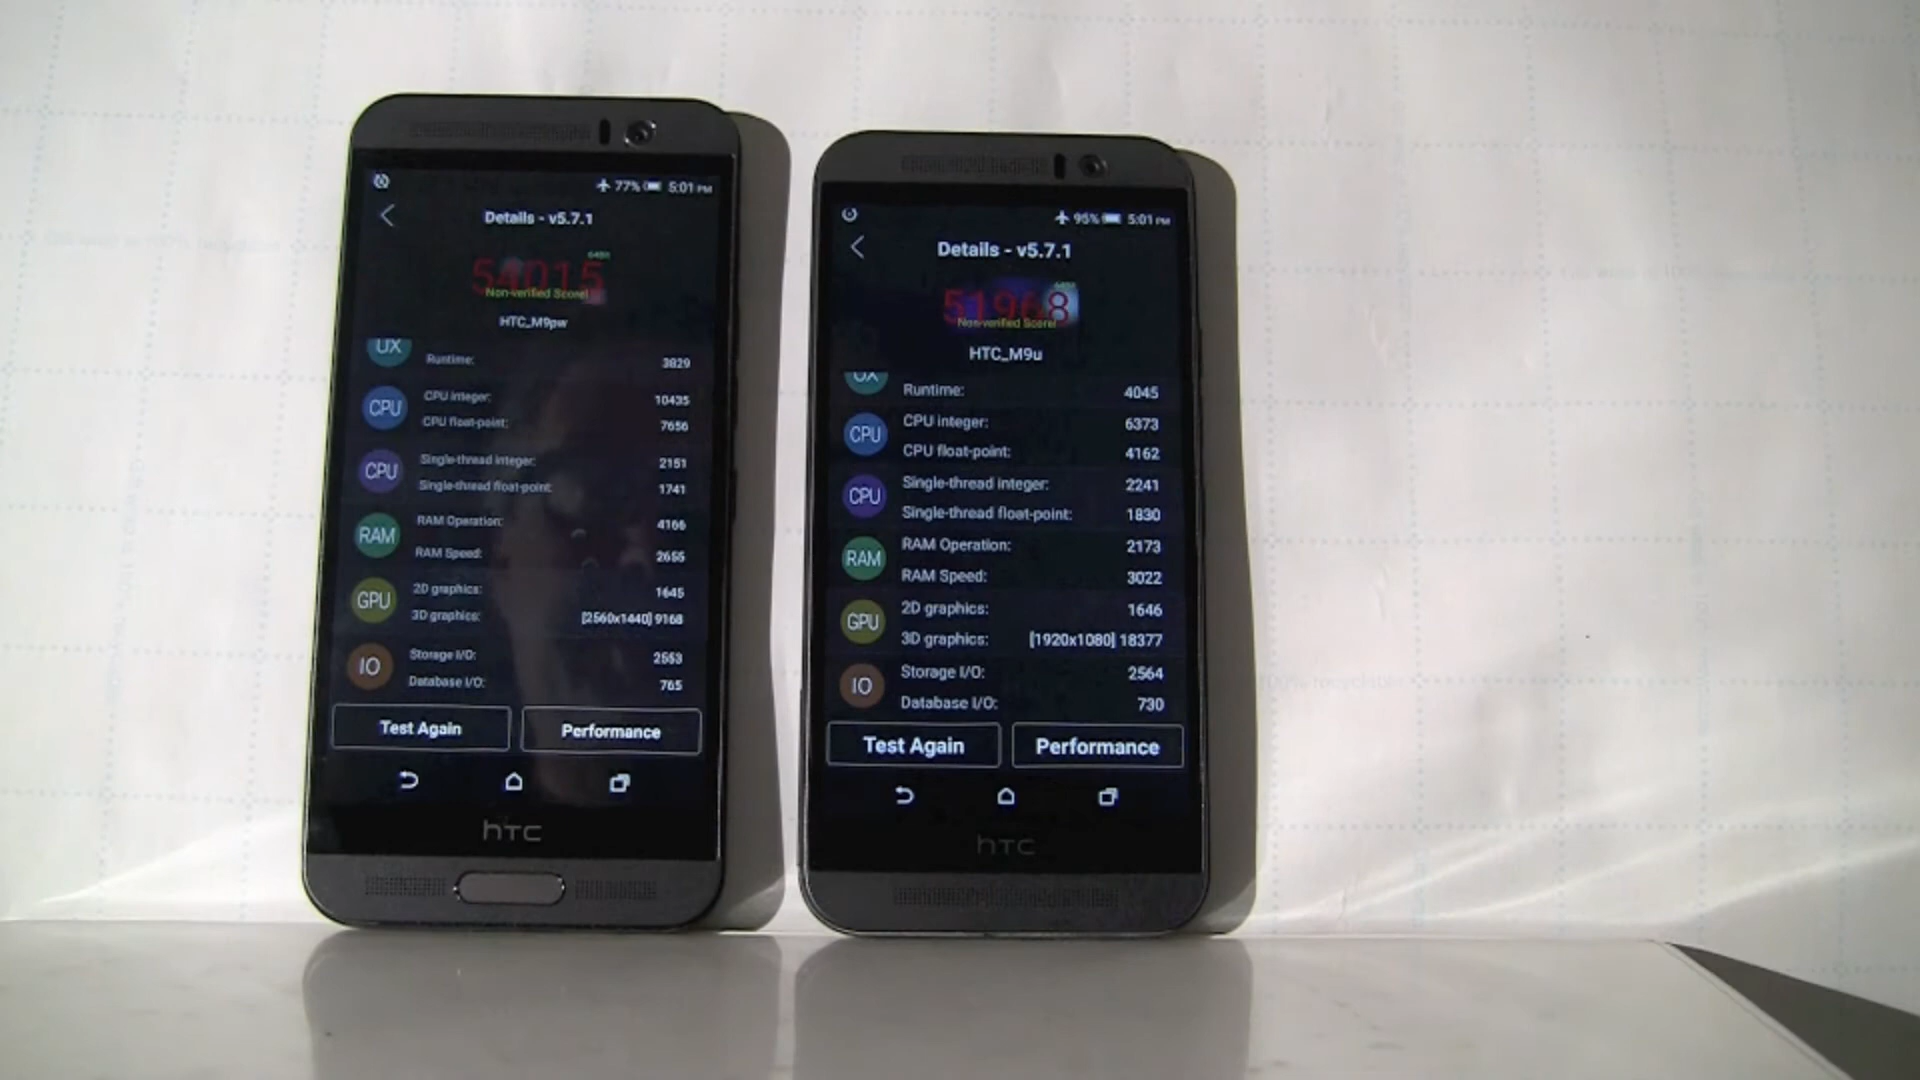 77% 5:01 PM
Details - v5.7.1
54015
64Bit
Non-verified Score!
HTC_M9pw
UX
Runtime: 3829
CPU
CPU integer: 10435
CPU float-point: 7656
CPU
Single-thread integer: 2151
Single-thread float-point: 1741
RAM
RAM Operation: 4166
RAM Speed: 2655
GPU
2D graphics: 1645
3D graphics: [2560x1440] 9168
IO
Storage I/O: 2553
Database I/O: 765
Test Again
Performance
hTC
95% 5:01 PM
Details - v5.7.1
51968
64Bit
Non-verified Score!
HTC_M9u
UX
Runtime: 4045
CPU
CPU integer: 6373
CPU float-point: 4162
CPU
Single-thread integer: 2241
Single-thread float-point: 1830
RAM
RAM Operation: 2173
RAM Speed: 3022
GPU
2D graphics: 1646
3D graphics: [1920x1080] 18377
IO
Storage I/O: 2564
Database I/O: 730
Test Again
Performance
hTC